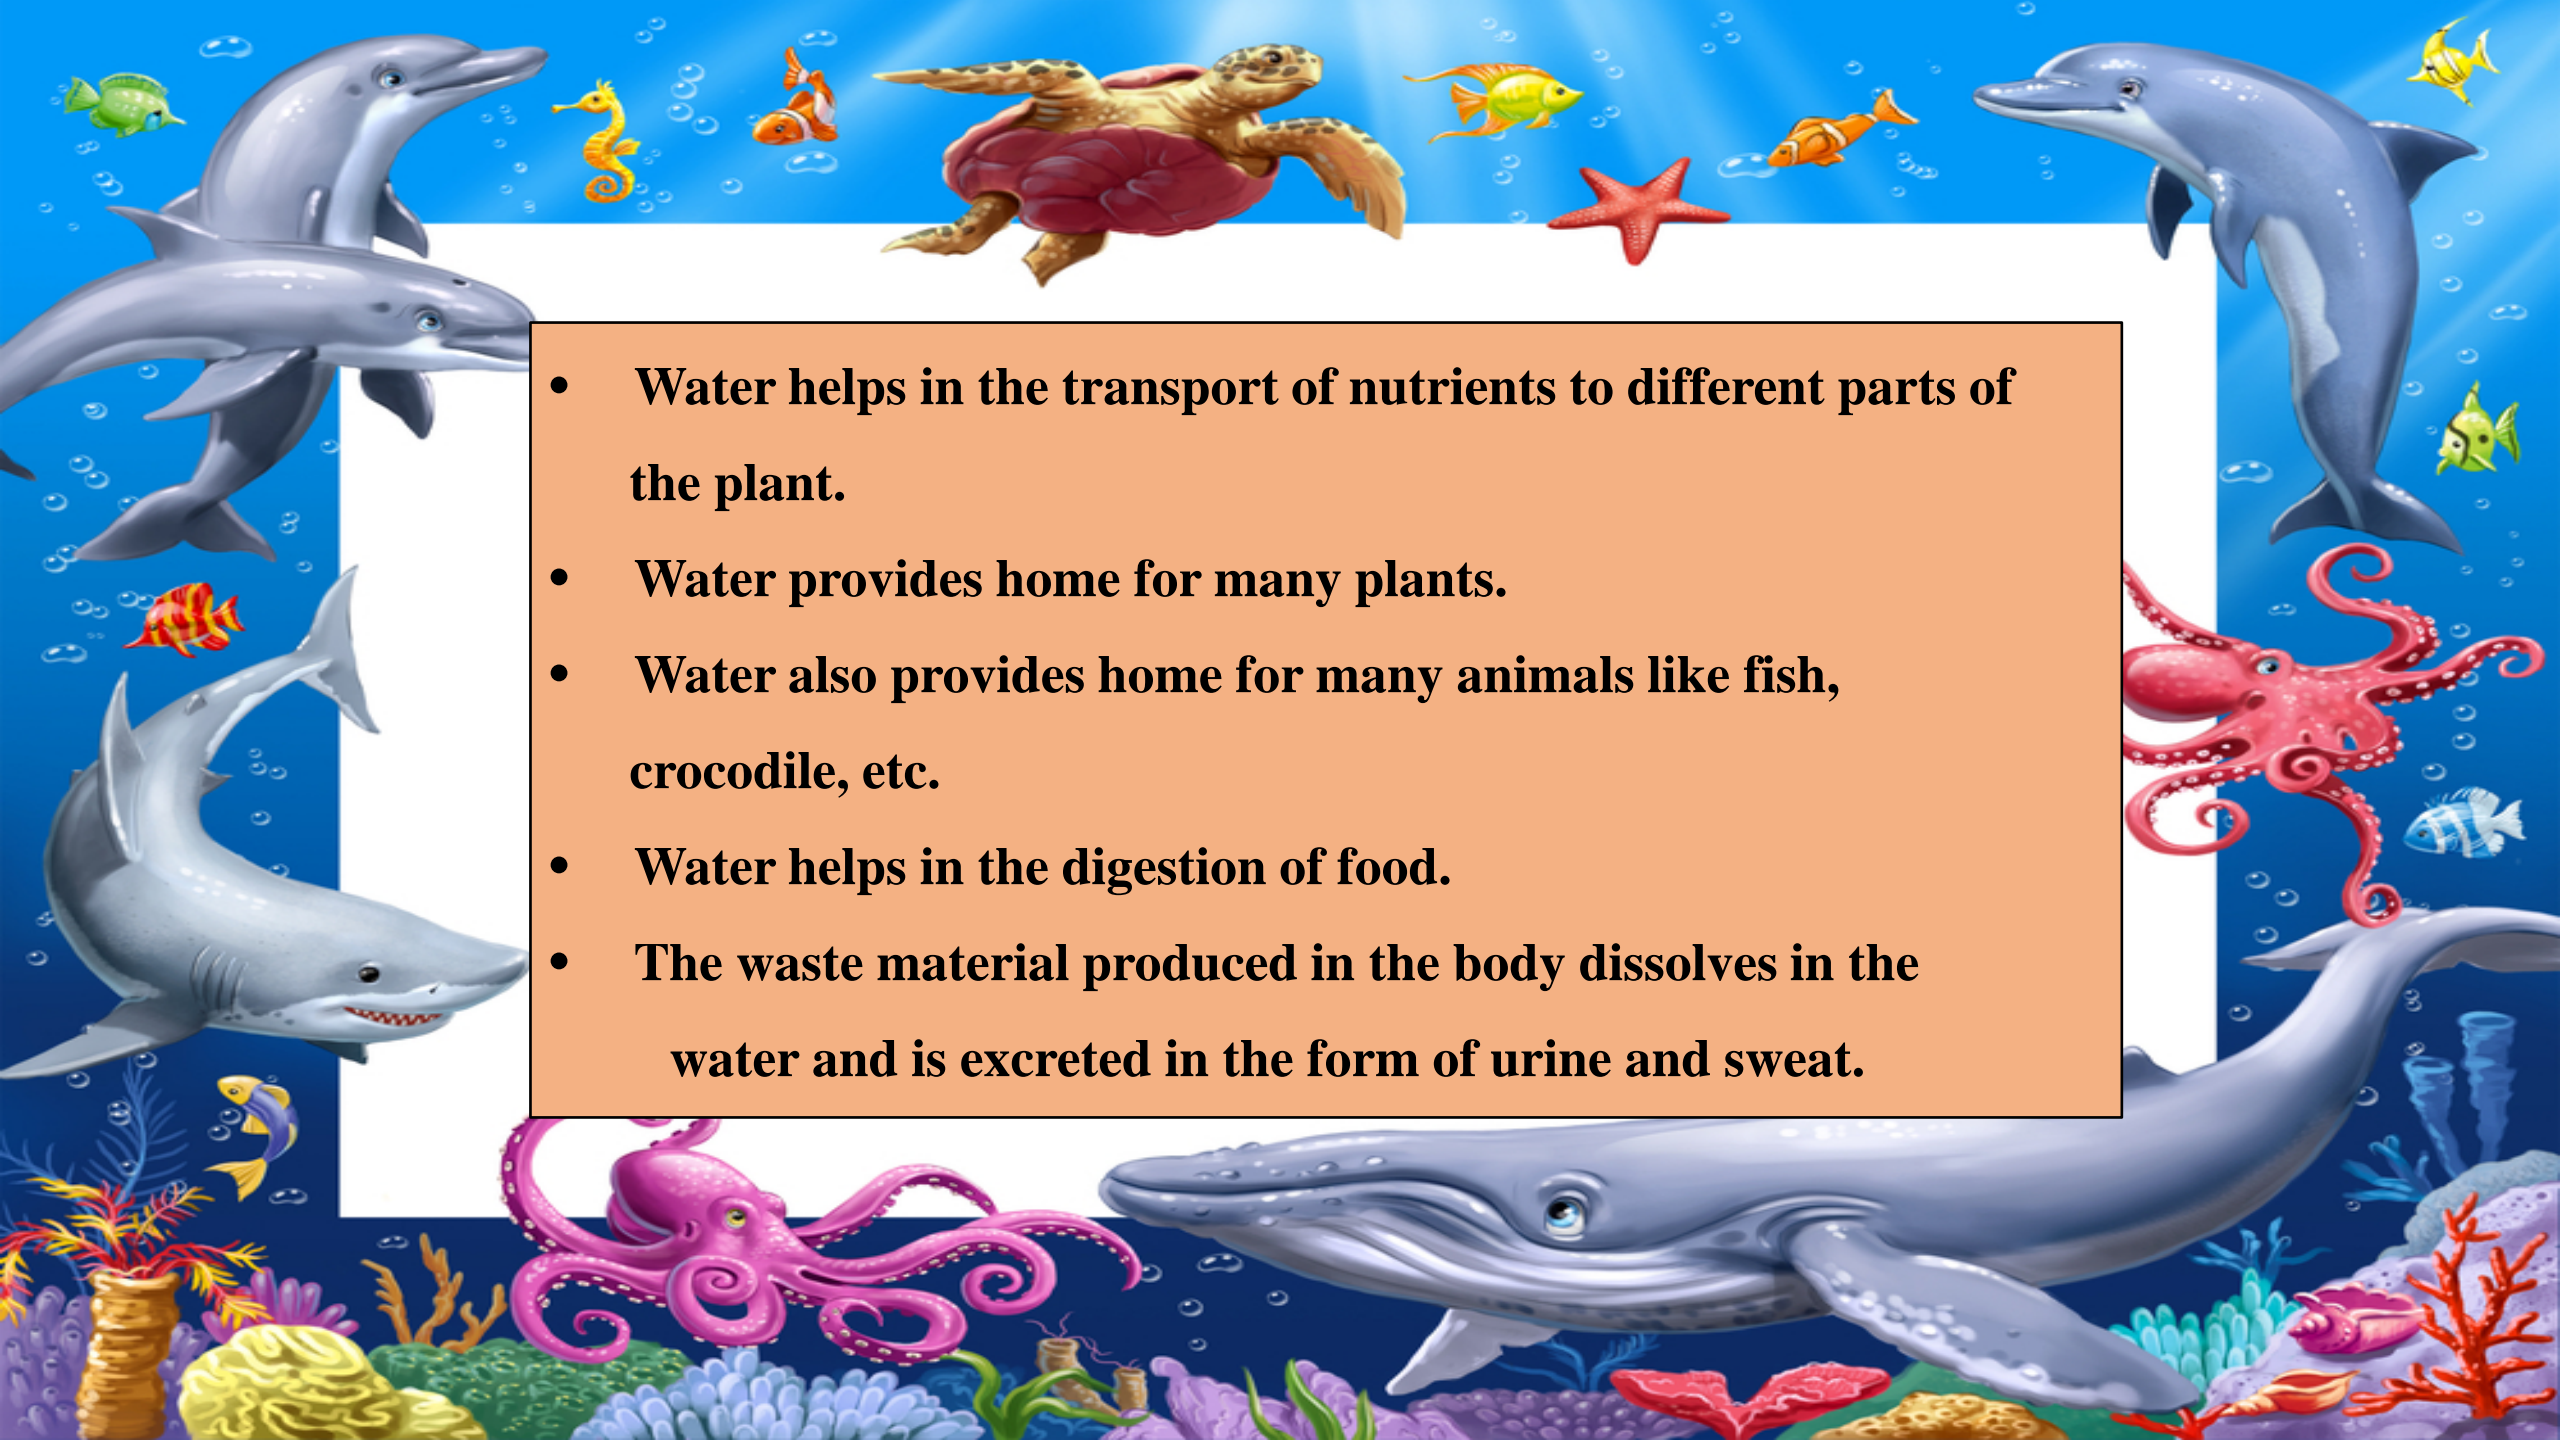 • Water helps in the transport of nutrients to different parts of
the plant.
• Water provides home for many plants.
• Water also provides home for many animals like fish,
crocodile, etc.
• Water helps in the digestion of food.
• The waste material produced in the body dissolves in the
water and is excreted in the form of urine and sweat.